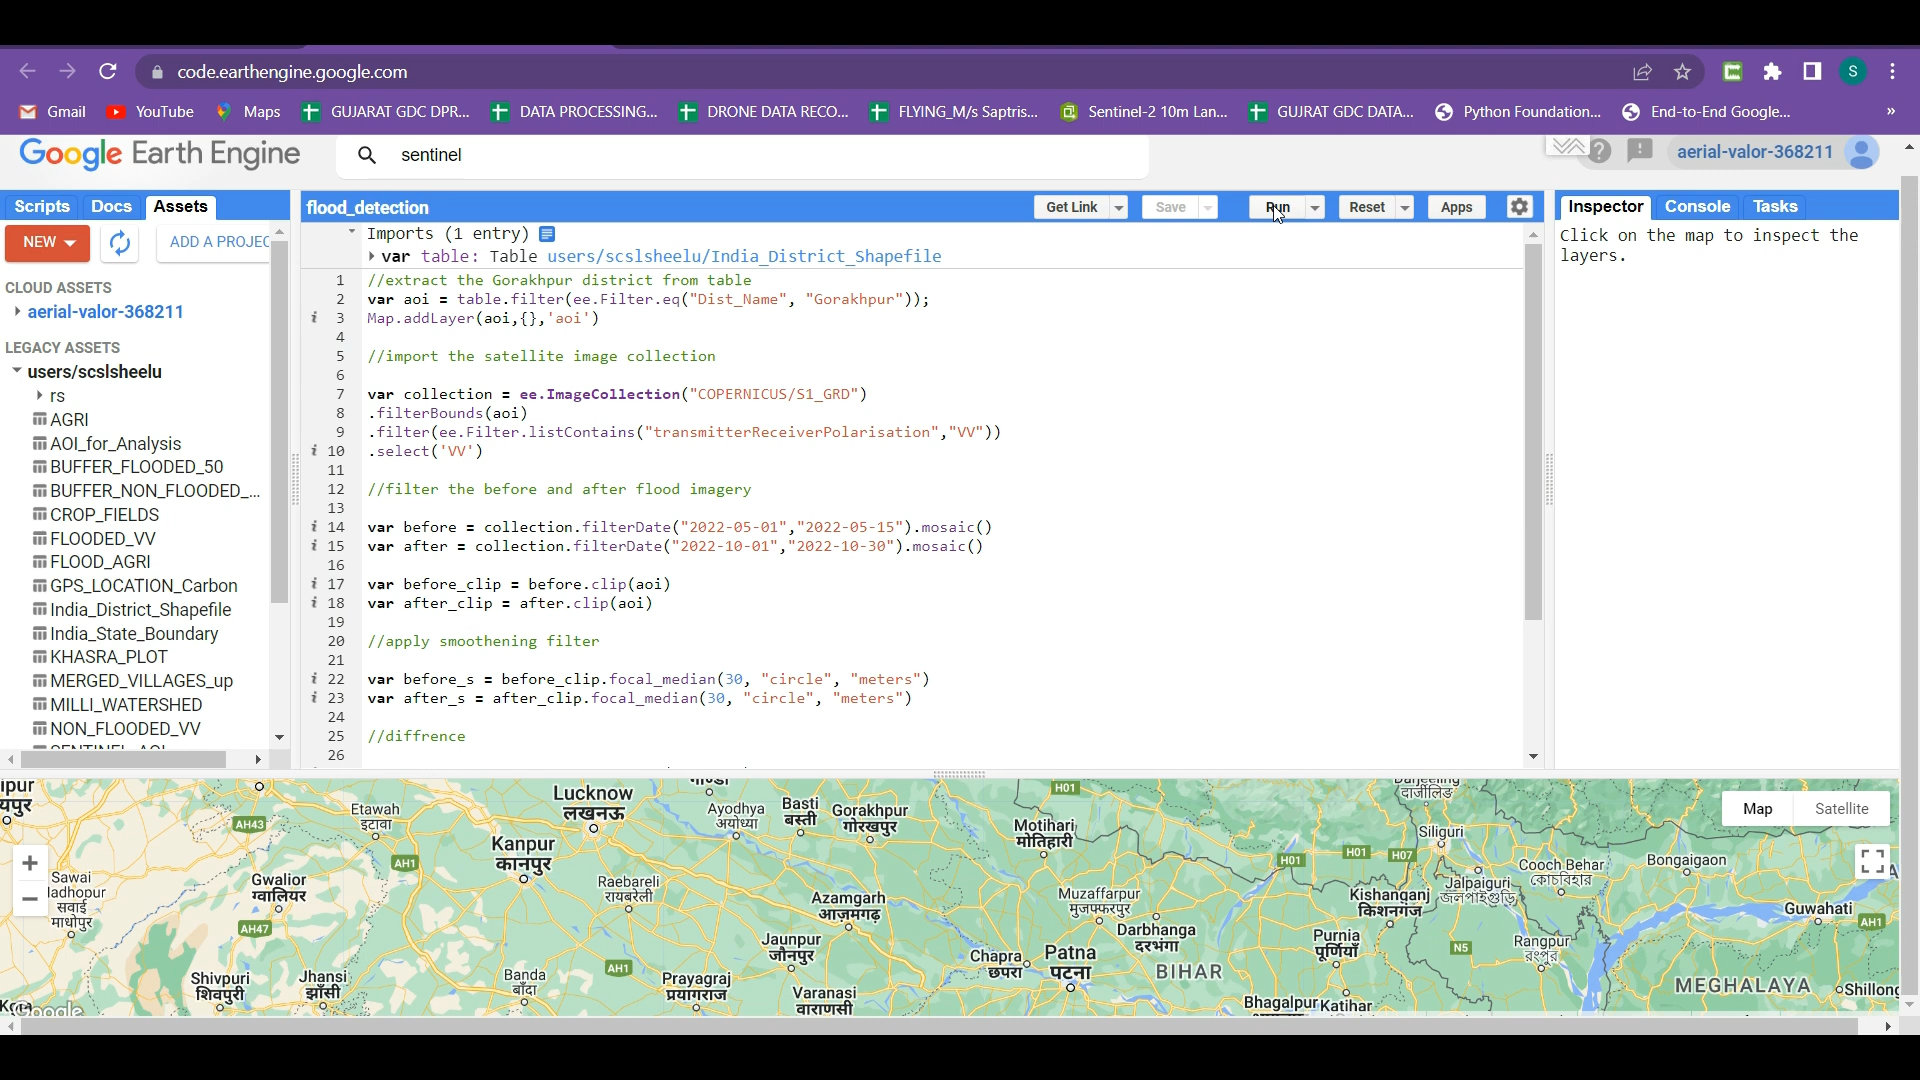 code.earthengine.google.com
S
Gmail
YouTube
Maps
GUJARAT GDC DPR...
DATA PROCESSING...
DRONE DATA RECO...
FLYING_M/s Saptris...
Sentinel-2 10m Lan...
GUJRAT GDC DATA...
Python Foundation...
End-to-End Google...
»
Google Earth Engine
sentinel
aerial-valor-368211
Scripts
Docs
Assets
NEW
ADD A PROJEC
CLOUD ASSETS
aerial-valor-368211
LEGACY ASSETS
users/scslsheelu
rs
AGRI
AOI_for_Analysis
BUFFER_FLOODED_50
BUFFER_NON_FLOODED_...
CROP_FIELDS
FLOODED_VV
FLOOD_AGRI
GPS_LOCATION_Carbon
India_District_Shapefile
India_State_Boundary
KHASRA_PLOT
MERGED_VILLAGES_up
MILLI_WATERSHED
NON_FLOODED_VV
flood_detection
Get Link
Save
Run
Reset
Apps
Imports (1 entry)
var table: Table users/scslsheelu/India_District_Shapefile
1 //extract the Gorakhpur district from table
2 var aoi = table.filter(ee.Filter.eq("Dist_Name", "Gorakhpur"));
i 3 Map.addLayer(aoi,{},'aoi')
4
5 //import the satellite image collection
6
7 var collection = ee.ImageCollection("COPERNICUS/S1_GRD")
8 .filterBounds(aoi)
9 .filter(ee.Filter.listContains("transmitterReceiverPolarisation","VV"))
i 10 .select('VV')
11
12 //filter the before and after flood imagery
13
i 14 var before = collection.filterDate("2022-05-01","2022-05-15").mosaic()
i 15 var after = collection.filterDate("2022-10-01","2022-10-30").mosaic()
16
i 17 var before_clip = before.clip(aoi)
i 18 var after_clip = after.clip(aoi)
19
20 //apply smoothening filter
21
i 22 var before_s = before_clip.focal_median(30, "circle", "meters")
i 23 var after_s = after_clip.focal_median(30, "circle", "meters")
24
25 //diffrence
26
Inspector
Console
Tasks
Click on the map to inspect the
layers.
Map
Satellite
Lucknow
लखनऊ
Etawah
इटावा
Kanpur
कानपुर
Ayodhya
अयोध्या
Basti
बस्ती
Gorakhpur
गोरखपुर
Motihari
मोतिहारी
दार्जीलिंग
Siliguri
Cooch Behar
কোচবিহার
Bongaigaon
Sawai
Madhopur
सवाई
माधोपुर
Gwalior
ग्वालियर
Raebareli
रायबरेली
Azamgarh
आज़मगढ़
Muzaffarpur
मुजफ्फरपुर
Kishanganj
किशनगंज
Jalpaiguri
জলপাইগুড়ি
Guwahati
Jaunpur
जौनपुर
Chapra
छपरा
Patna
पटना
Darbhanga
दरभंगा
BIHAR
Purnia
पूर्णियाँ
Rangpur
রংপুর
MEGHALAYA
Shillong
Shivpuri
शिवपुरी
Jhansi
झाँसी
Banda
बाँदा
Prayagraj
प्रयागराज
Varanasi
वाराणसी
Bhagalpur
Katihar
AH43
AH1
AH47
AH1
H01
H01
H01
H07
N5
AH1
Google